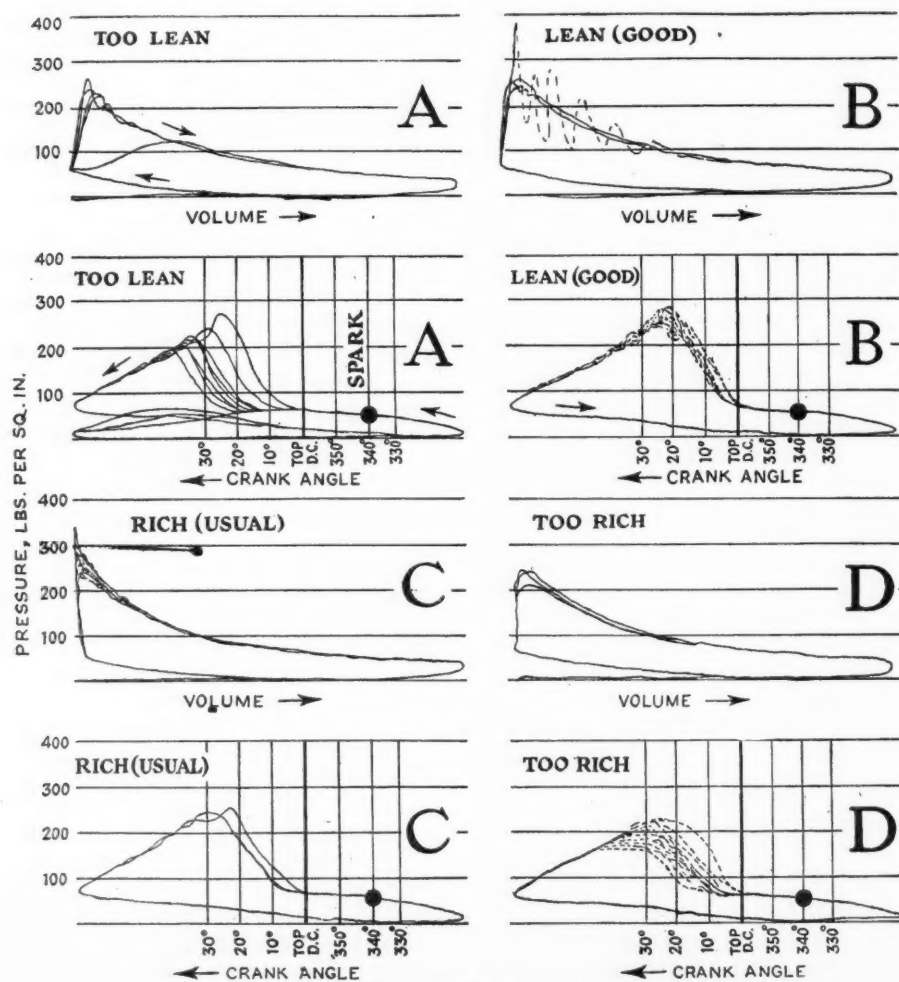 PRESSURE, LBS. PER SQ. IN.
400
300
200
100
TOO LEAN
A
VOLUME
LEAN (GOOD)
B
VOLUME
400
300
200
100
TOO LEAN
A
SPARK
30° 20° 10° TOP D.C. 350° 340° 330°
CRANK ANGLE
LEAN (GOOD)
B
30° 20° 10° TOP D.C. 350° 340° 330°
CRANK ANGLE
400
300
200
100
RICH (USUAL)
C
VOLUME
TOO RICH
D
VOLUME
400
300
200
100
RICH (USUAL)
C
30° 20° 10° TOP D.C. 350° 340° 330°
CRANK ANGLE
TOO RICH
D
30° 20° 10° TOP D.C. 350° 340° 330°
CRANK ANGLE